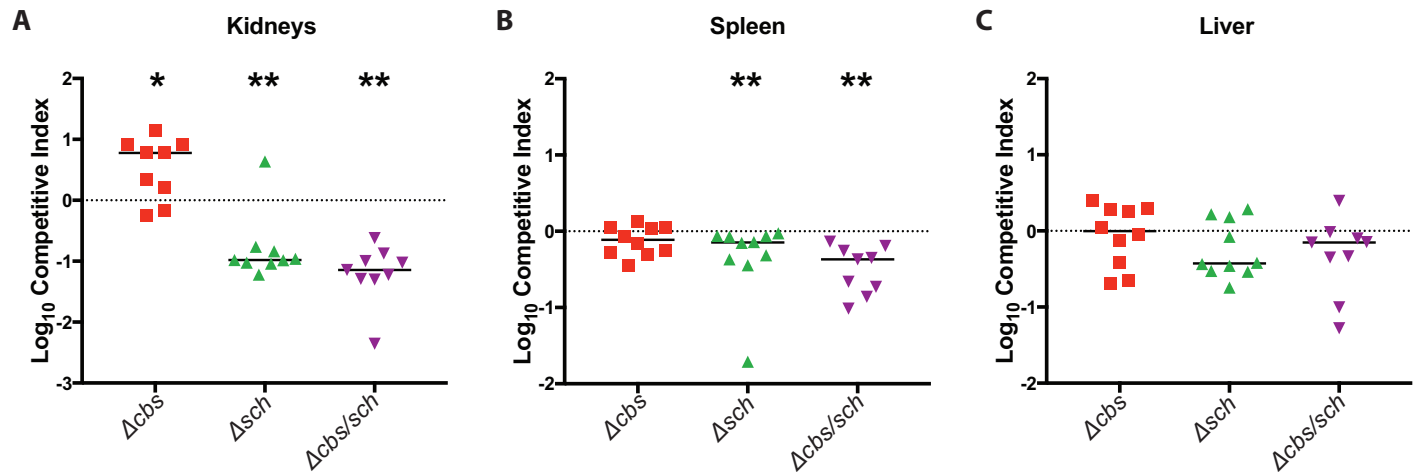 A
Kidneys
* ** **
Log10 Competitive Index
2
1
0
-1
-2
-3
Δcbs
Δsch
Δcbs/sch
B
Spleen
** **
Log10 Competitive Index
2
1
0
-1
-2
Δcbs
Δsch
Δcbs/sch
C
Liver
Log10 Competitive Index
2
1
0
-1
-2
Δcbs
Δsch
Δcbs/sch